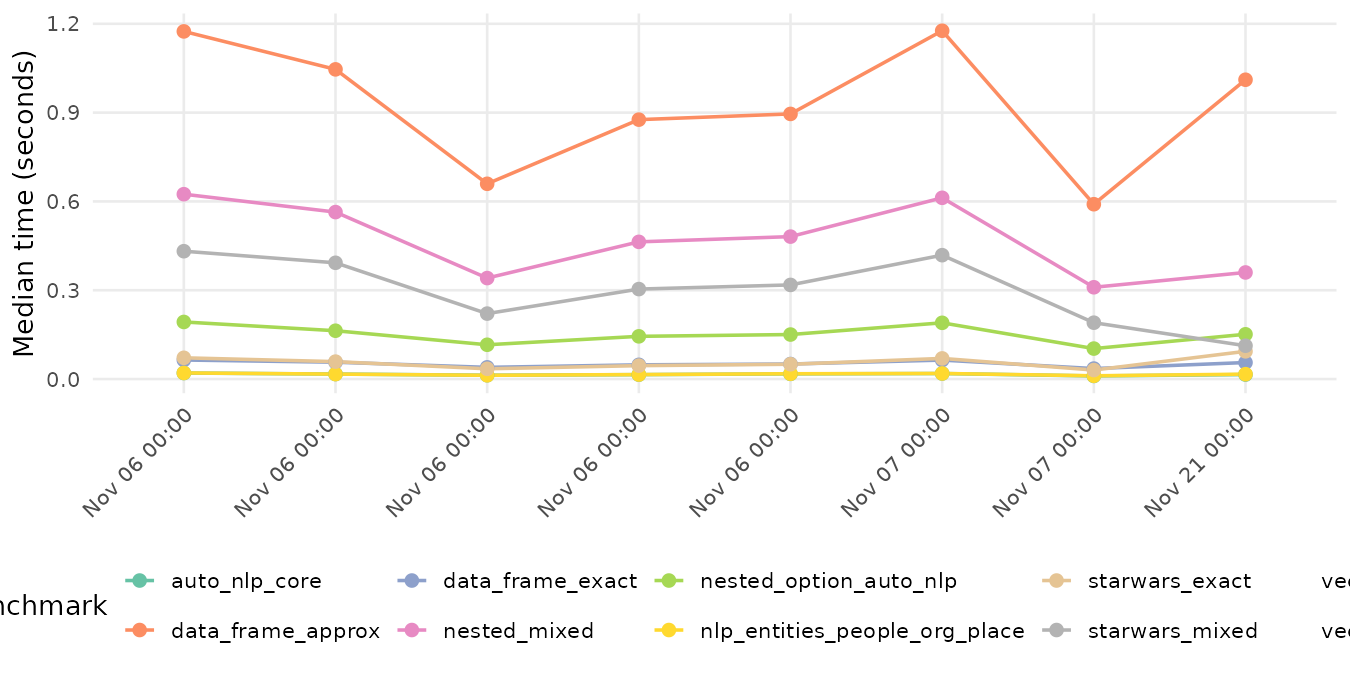 Median time (seconds)
1.2
0.9
0.6
0.3
0.0
Nov 06 00:00
Nov 06 00:00
Nov 06 00:00
Nov 06 00:00
Nov 06 00:00
Nov 07 00:00
Nov 07 00:00
Nov 21 00:00
nchmark
auto_nlp_core
data_frame_exact
nested_option_auto_nlp
starwars_exact
data_frame_approx
nested_mixed
nlp_entities_people_org_place
starwars_mixed